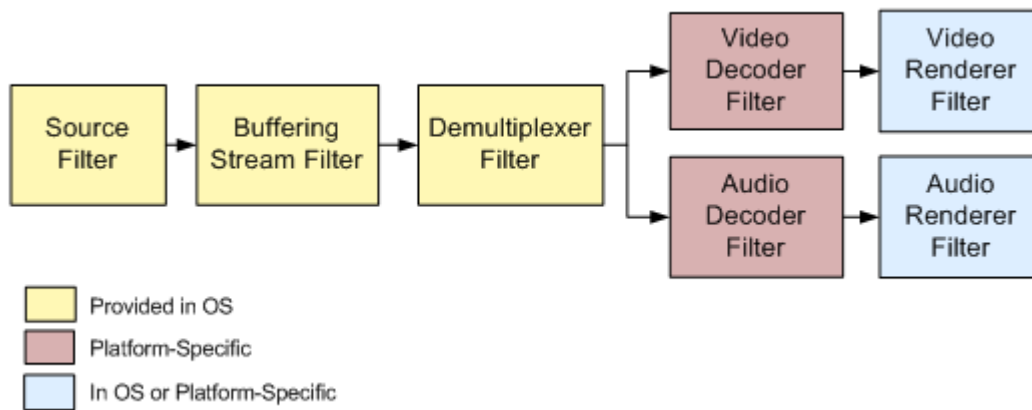 Source
Filter
Buffering
Stream Filter
Demultiplexer
Filter
Video
Decoder
Filter
Video
Renderer
Filter
Audio
Decoder
Filter
Audio
Renderer
Filter
Provided in OS
Platform-Specific
In OS or Platform-Specific